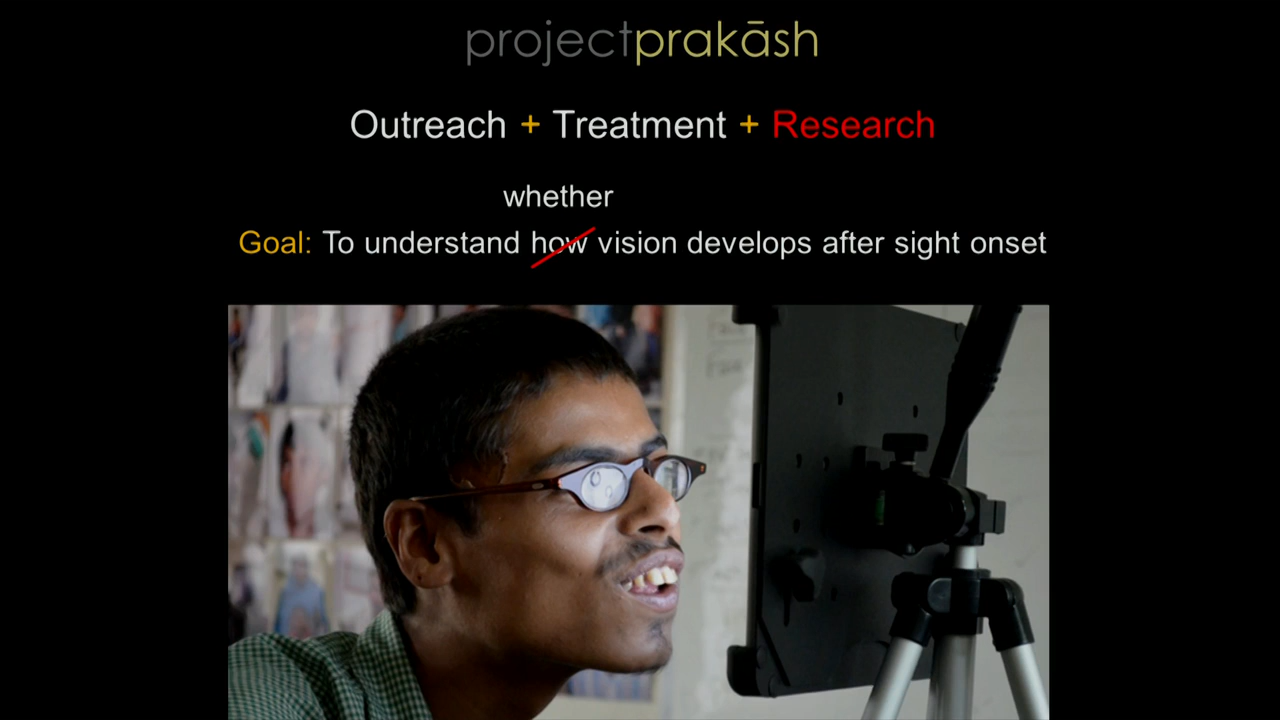 projectprakāsh
Outreach + Treatment + Research
whether
Goal: To understand how vision develops after sight onset